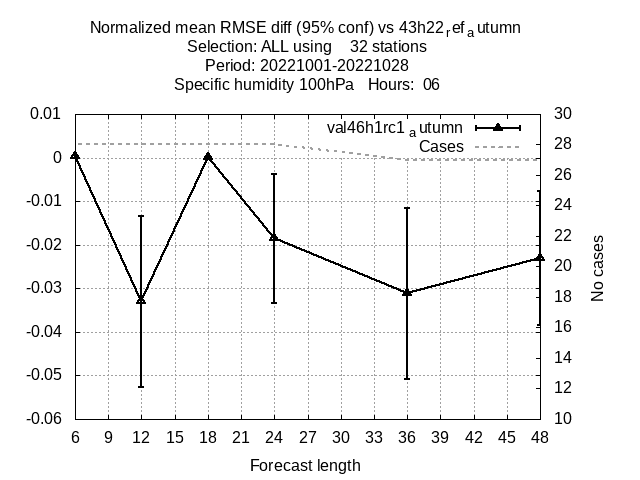 Normalized mean RMSE diff (95% conf) vs 43h22refautumn
Selection: ALL using 32 stations
Period: 20221001-20221028
Specific humidity 100hPa Hours: 06
val46h1rc1autumn
Cases
0.01
0
-0.01
-0.02
-0.03
-0.04
-0.05
-0.06
30
28
26
24
22
20
18
16
14
12
10
No cases
6 9 12 15 18 21 24 27 30 33 36 39 42 45 48
Forecast length